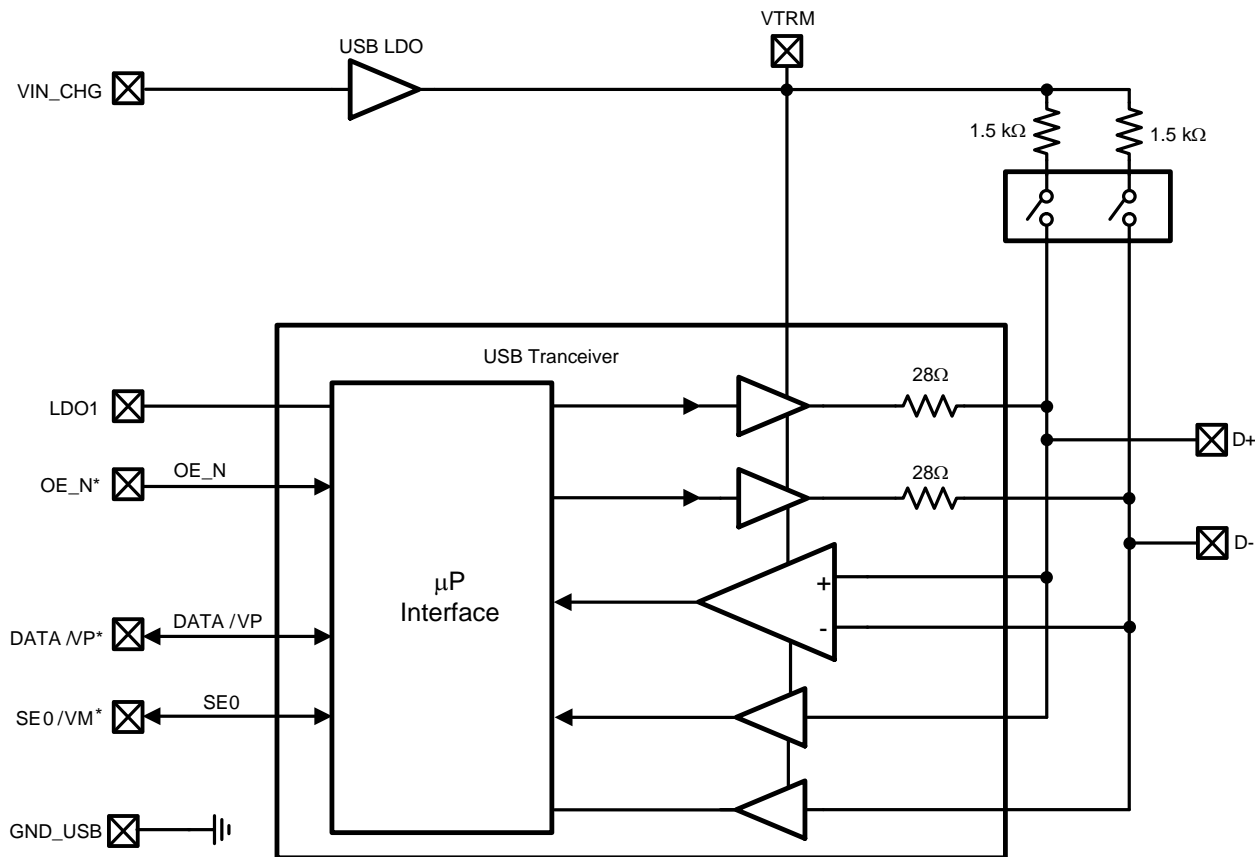 VTRM
USB LDO
VIN_CHG
1.5 kΩ
1.5 kΩ
USB Tranceiver
LDO1
28Ω
OE_N*
OE_N
D+
28Ω
D-
μP
Interface
+
-
DATA/VP*
DATA/VP
SE0/VM*
SE0
GND_USB